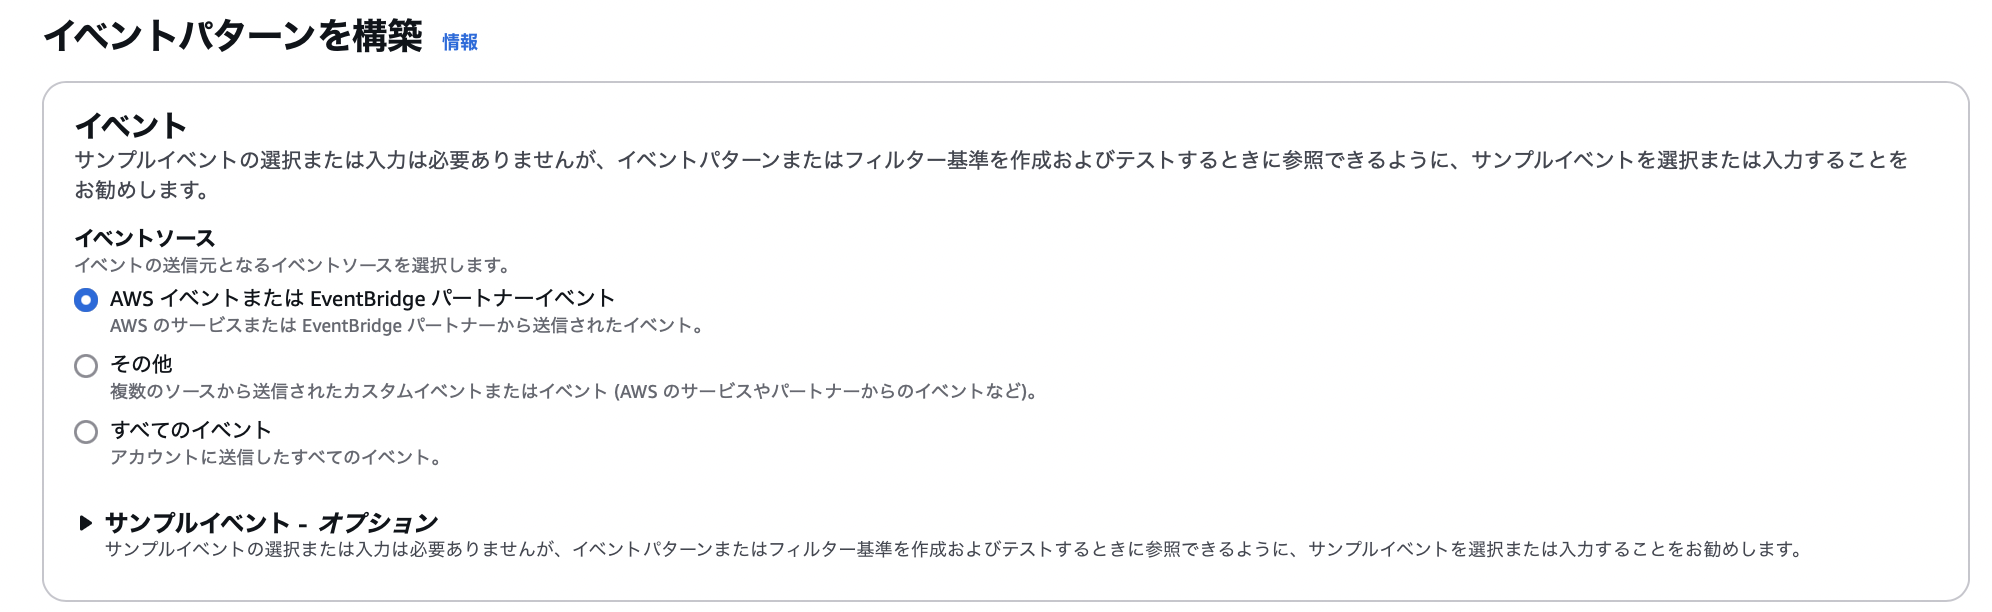 イベントパターンを構築 情報
イベント
サンプルイベントの選択または入力は必要ありませんが、イベントパターンまたはフィルター基準を作成およびテストするときに参照できるように、サンプルイベントを選択または入力することを
お勧めします。
イベントソース
イベントの送信元となるイベントソースを選択します。
AWS イベントまたは EventBridge パートナーイベント
AWS のサービスまたは EventBridge パートナーから送信されたイベント。
その他
複数のソースから送信されたカスタムイベントまたはイベント (AWS のサービスやパートナーからのイベントなど)。
すべてのイベント
アカウントに送信したすべてのイベント。
サンプルイベント - オプション
サンプルイベントの選択または入力は必要ありませんが、イベントパターンまたはフィルター基準を作成およびテストするときに参照できるように、サンプルイベントを選択または入力することをお勧めします。